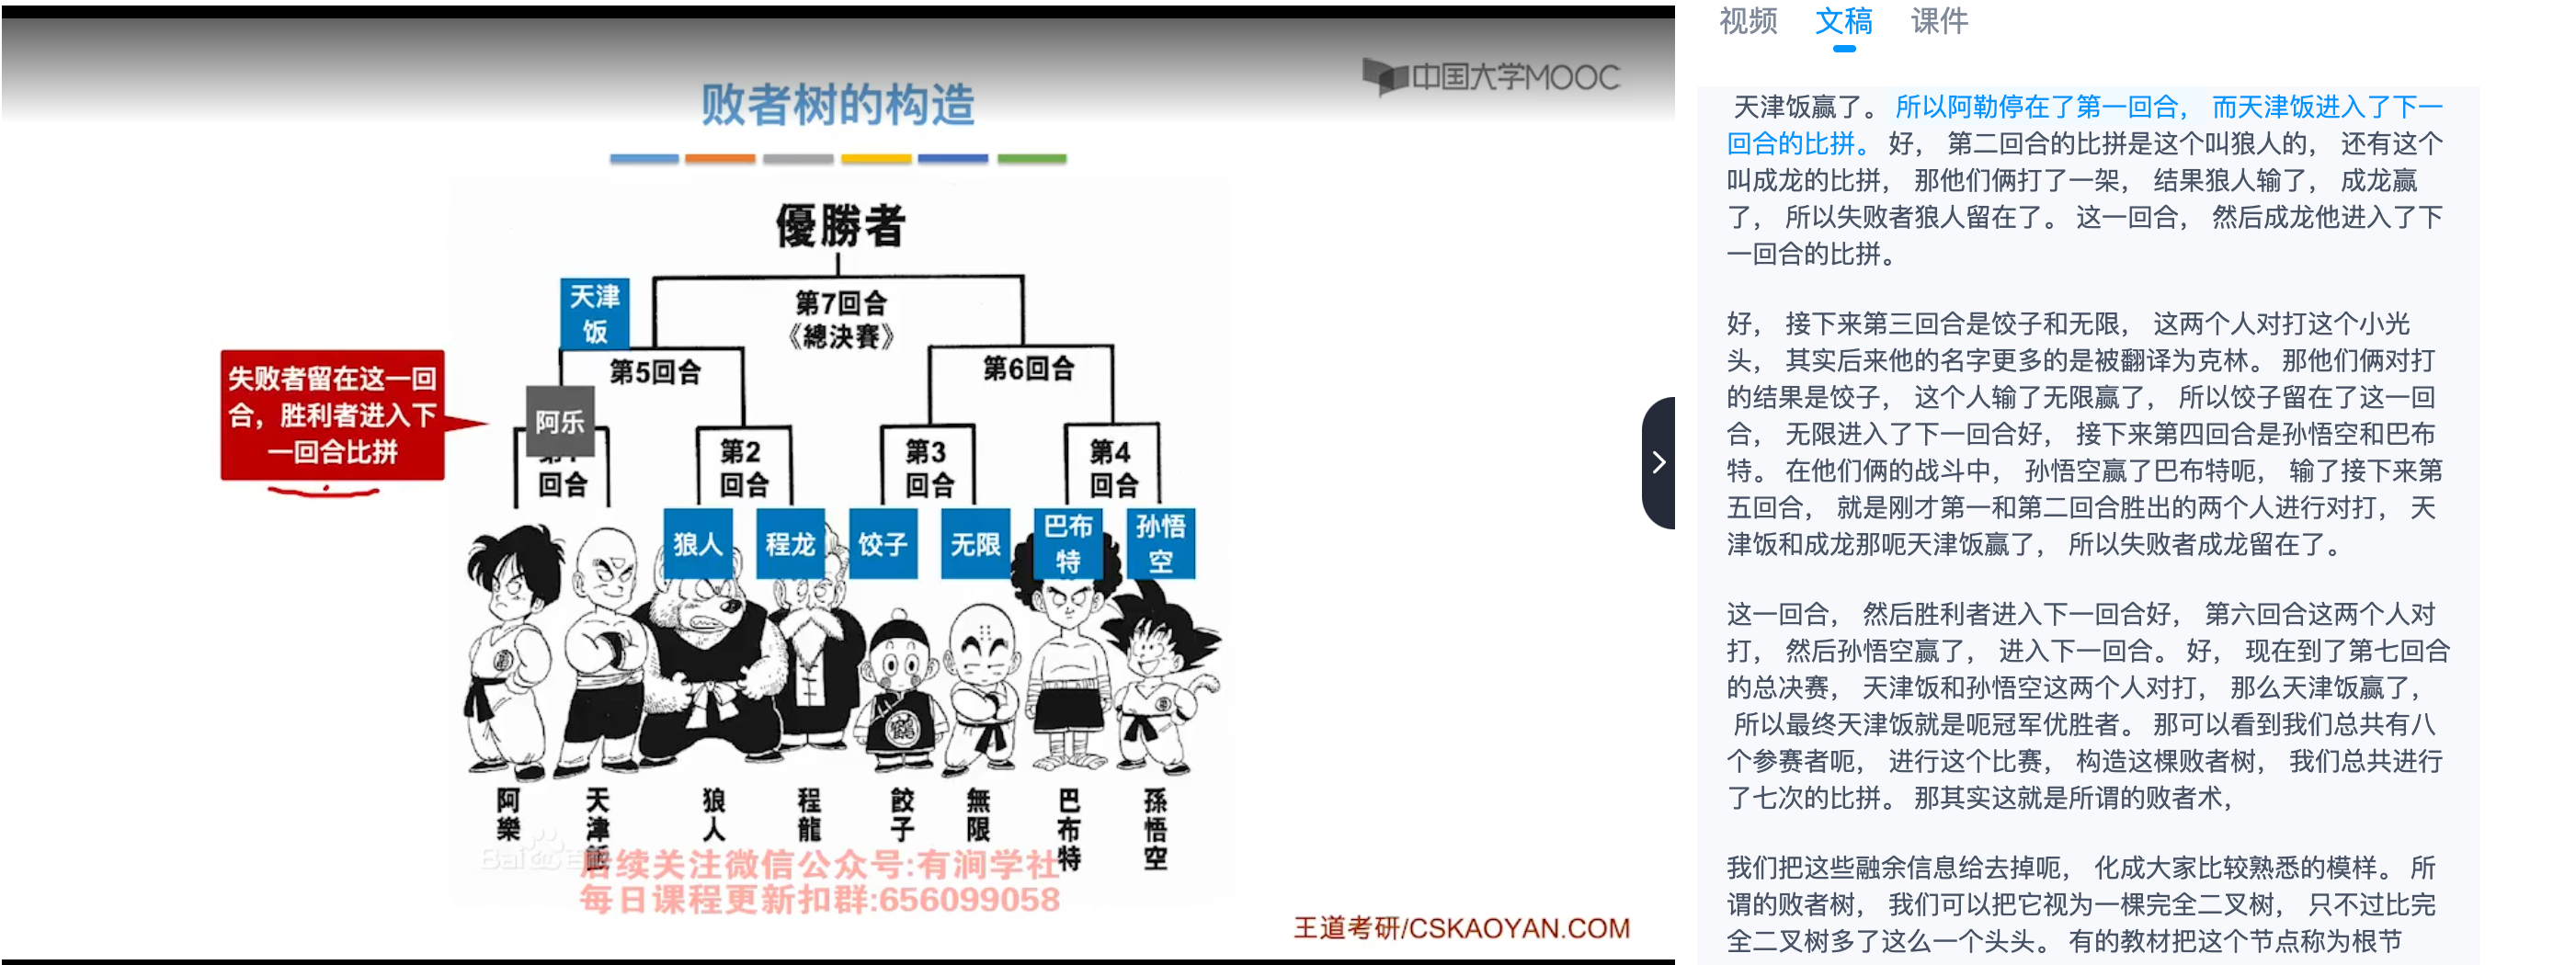 中国大学MOOC
败者树的构造
優勝者
天津
饭
第7回合
《總決賽》
第5回合
第6回合
失败者留在这一回
合，胜利者进入下
一回合比拼
阿乐
回合
第2
回合
第3
回合
第4
回合
狼人
程龙
饺子
无限
巴布
特
孙悟
空
阿樂
天津飯
狼人
程龍
餃子
無限
巴布特
孫悟空
后续关注微信公众号:有涧学社
每日课程更新扣群:656099058
王道考研/CSKAOYAN.COM
视频 文稿 课件
天津饭赢了。 所以阿勒停在了第一回合， 而天津饭进入了下一
回合的比拼。 好， 第二回合的比拼是这个叫狼人的， 还有这个
叫成龙的比拼， 那他们俩打了一架， 结果狼人输了， 成龙赢
了， 所以失败者狼人留在了。 这一回合， 然后成龙他进入了下
一回合的比拼。
好， 接下来第三回合是饺子和无限， 这两个人对打这个小光
头， 其实后来他的名字更多的是被翻译为克林。 那他们俩对打
的结果是饺子， 这个人输了无限赢了， 所以饺子留在了这一回
合， 无限进入了下一回合好， 接下来第四回合是孙悟空和巴布
特。 在他们俩的战斗中， 孙悟空赢了巴布特呃， 输了接下来第
五回合， 就是刚才第一和第二回合胜出的两个人进行对打， 天
津饭和成龙那呃天津饭赢了， 所以失败者成龙留在了。
这一回合， 然后胜利者进入下一回合好， 第六回合这两个人对
打， 然后孙悟空赢了， 进入下一回合。 好， 现在到了第七回合
的总决赛， 天津饭和孙悟空这两个人对打， 那么天津饭赢了，
所以最终天津饭就是呃冠军优胜者。 那可以看到我们总共有八
个参赛者呃， 进行这个比赛， 构造这棵败者树， 我们总共进行
了七次的比拼。 那其实这就是所谓的败者术，
我们把这些融余信息给去掉呃， 化成大家比较熟悉的模样。 所
谓的败者树， 我们可以把它视为一棵完全二叉树， 只不过比完
全二叉树多了这么一个头头。 有的教材把这个节点称为根节